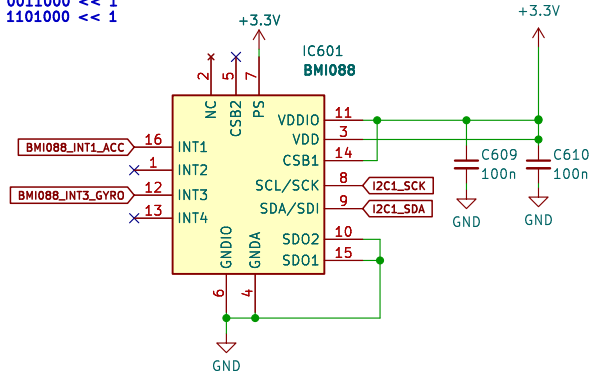 0011000 << 1
1101000 << 1
+3.3V
+3.3V
IC601
BMI088
2
5
7
NC
CSB2
PS
VDDIO
11
VDD
3
CSB1
14
BMI088_INT1_ACC
16
INT1
1
INT2
BMI088_INT3_GYRO
12
INT3
13
INT4
SCL/SCK
8
I2C1_SCK
SDA/SDI
9
I2C1_SDA
SDO2
10
SDO1
15
GNDIO
GNDA
6
4
GND
C609
100n
GND
C610
100n
GND